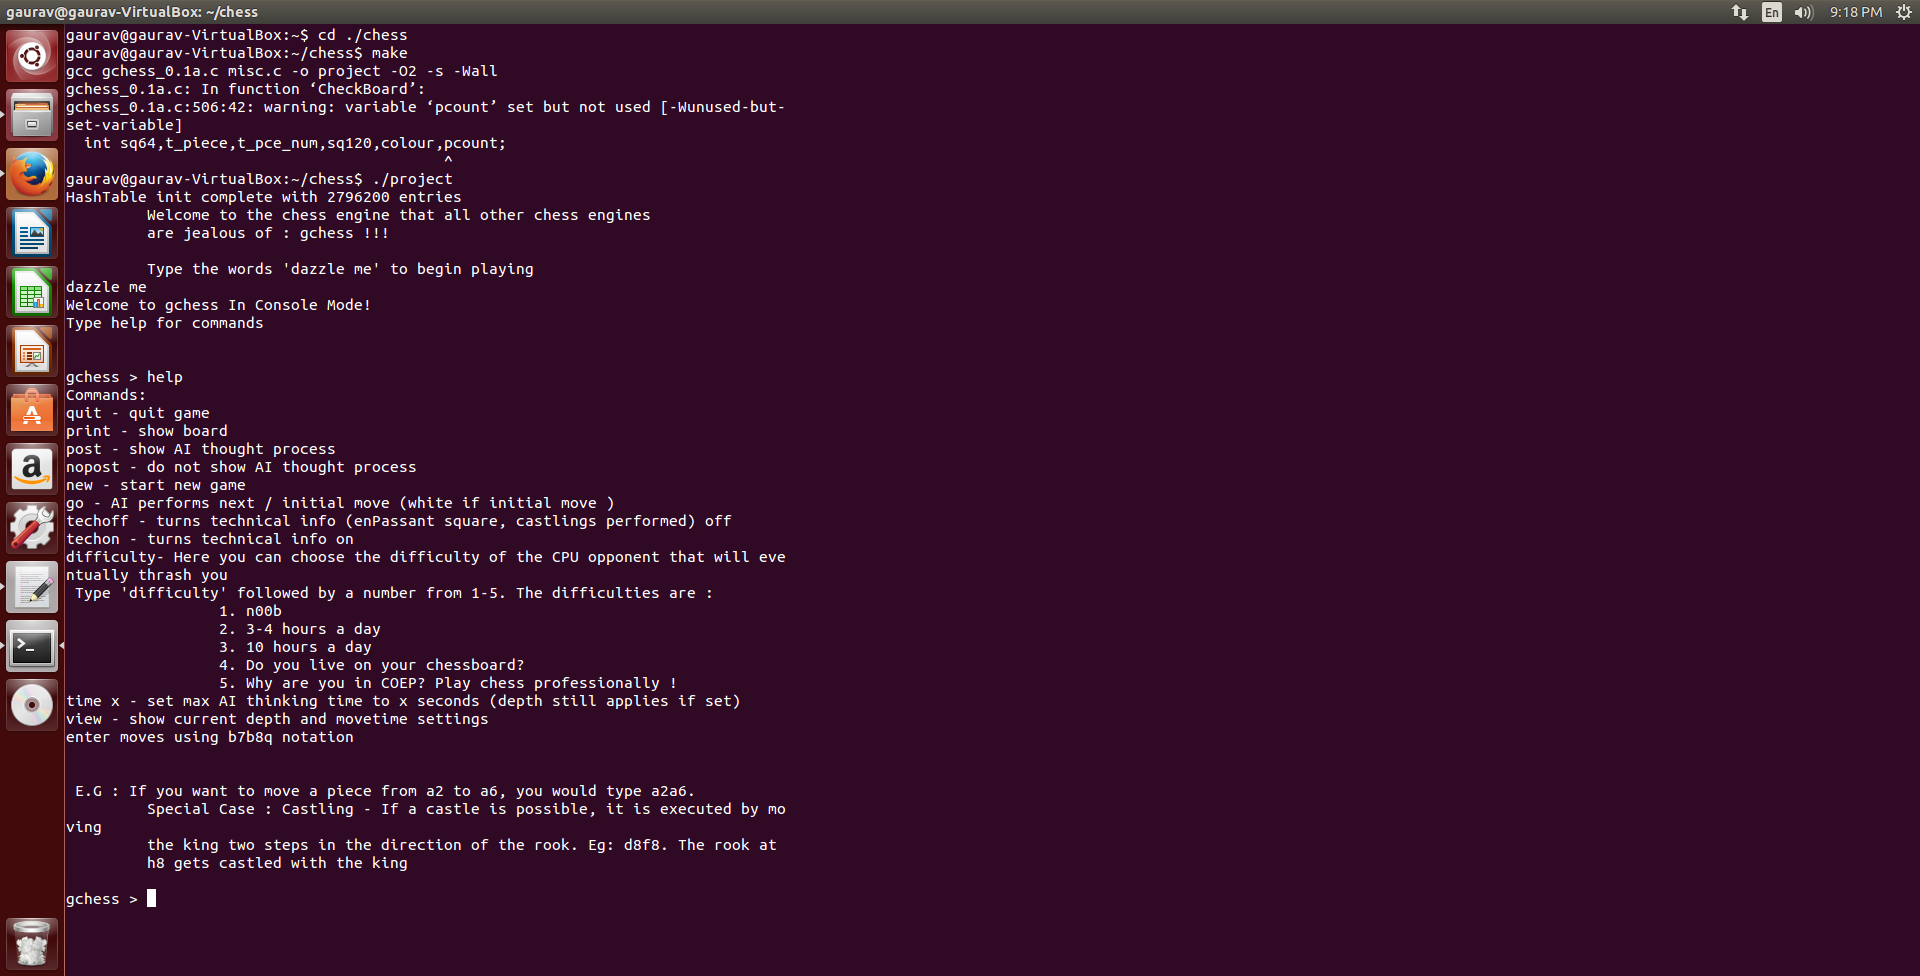 gaurav@gaurav-VirtualBox: ~/chess
En
9:18 PM
gaurav@gaurav-VirtualBox:~$ cd ./chess
gaurav@gaurav-VirtualBox:~/chess$ make
gcc gchess_0.1a.c misc.c -o project -O2 -s -Wall
gchess_0.1a.c: In function ‘CheckBoard’:
gchess_0.1a.c:506:42: warning: variable ‘pcount’ set but not used [-Wunused-but-
set-variable]
  int sq64,t_piece,t_pce_num,sq120,colour,pcount;
                                          ^
gaurav@gaurav-VirtualBox:~/chess$ ./project
HashTable init complete with 2796200 entries
         Welcome to the chess engine that all other chess engines
         are jealous of : gchess !!!
         Type the words 'dazzle me' to begin playing
dazzle me
Welcome to gchess In Console Mode!
Type help for commands
gchess > help
Commands:
quit - quit game
print - show board
post - show AI thought process
nopost - do not show AI thought process
new - start new game
go - AI performs next / initial move (white if initial move )
techoff - turns technical info (enPassant square, castlings performed) off
techon - turns technical info on
difficulty- Here you can choose the difficulty of the CPU opponent that will eve
ntually thrash you
 Type 'difficulty' followed by a number from 1-5. The difficulties are :
                 1. n00b
                 2. 3-4 hours a day
                 3. 10 hours a day
                 4. Do you live on your chessboard?
                 5. Why are you in COEP? Play chess professionally !
time x - set max AI thinking time to x seconds (depth still applies if set)
view - show current depth and movetime settings
enter moves using b7b8q notation
 E.G : If you want to move a piece from a2 to a6, you would type a2a6.
         Special Case : Castling - If a castle is possible, it is executed by mo
ving
         the king two steps in the direction of the rook. Eg: d8f8. The rook at
         h8 gets castled with the king
gchess >